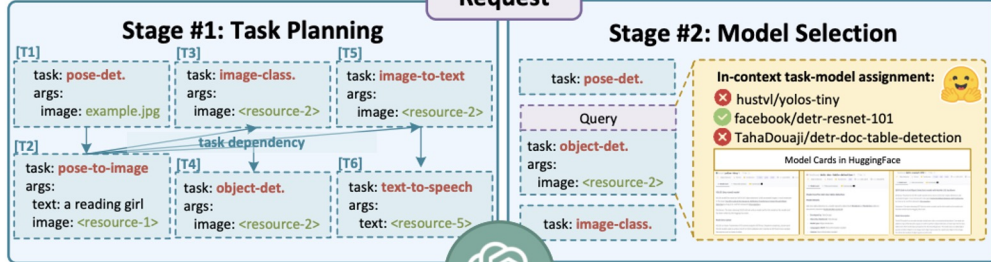 Request
Stage #1: Task Planning
[T1]
task: pose-det.
args:
image: example.jpg
[T3]
task: image-class.
args:
image: <resource-2>
[T5]
task: image-to-text
args:
image: <resource-2>
task dependency
[T2]
task: pose-to-image
args:
text: a reading girl
image: <resource-1>
[T4]
task: object-det.
args:
image: <resource-2>
[T6]
task: text-to-speech
args:
text: <resource-5>
Stage #2: Model Selection
task: pose-det.
Query
task: object-det.
args:
image: <resource-2>
task: image-class.
In-context task-model assignment:
hustvl/yolos-tiny
facebook/detr-resnet-101
TahaDouaji/detr-doc-table-detection
Model Cards in HuggingFace